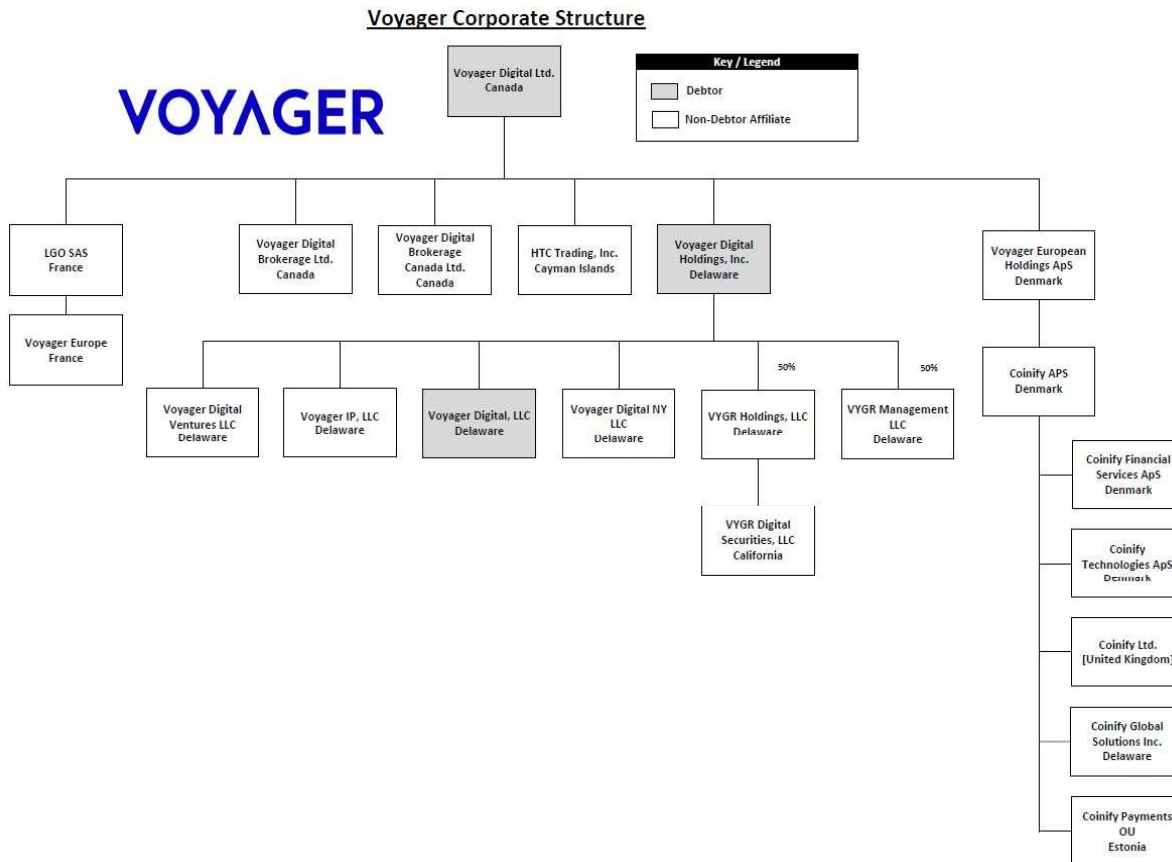 Voyager Corporate Structure
VOYAGER
Voyager Digital Ltd.
Canada
Key / Legend
Debtor
Non-Debtor Affiliate
LGO SAS
France
Voyager Digital
Brokerage Ltd.
Canada
Voyager Digital
Brokerage
Canada Ltd.
Canada
HTC Trading, Inc.
Cayman Islands
Voyager Digital
Holdings, Inc.
Delaware
Voyager European
Holdings ApS
Denmark
Voyager Europe
France
50%
50%
Coinify APS
Denmark
Voyager Digital
Ventures LLC
Delaware
Voyager IP, LLC
Delaware
Voyager Digital, LLC
Delaware
Voyager Digital NY
LLC
Delaware
VYGR Holdings, LLC
Delaware
VYGR Management
LLC
Delaware
Coinify Financial
Services ApS
Denmark
VYGR Digital
Securities, LLC
California
Coinify
Technologies ApS
Denmark
Coinify Ltd.
[United Kingdom]
Coinify Global
Solutions Inc.
Delaware
Coinify Payments
OU
Estonia